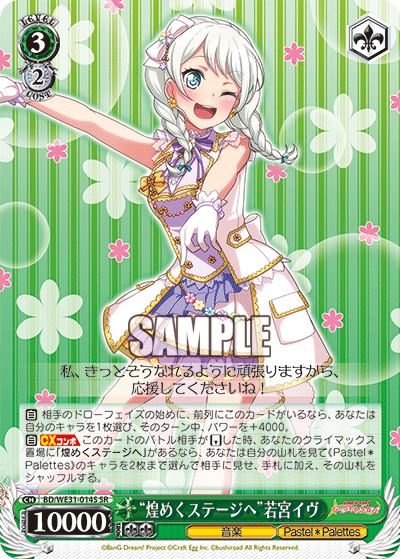 LEVEL
3
2
COST
SAMPLE
私、きっとそうなれるように頑張りますから、
応援してくださいね!
自 相手のドローフェイズの始めに、前列にこのカードがいるなら、あなたは
自分のキャラを1枚選び、そのターン中、パワーを+4000。
自 CXコンボ このカードのバトル相手が【リバース】した時、あなたのクライマックス
置場に「煌めくステージへ」があるなら、あなたは自分の山札を見て《Pastel*
Palettes》のキャラを2枚まで選んで相手に見せ、手札に加え、その山札を
シャッフルする。
CH BD/WE31-014S SR
10000
“煌めくステージへ”若宮イヴ
音楽
Pastel*Palettes
©BanG Dream! Project ©Craft Egg Inc. ©bushiroad All Rights Reserved.